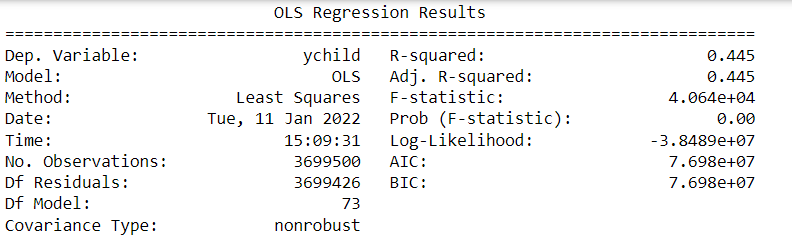 OLS Regression Results
==============================================================================
Dep. Variable: ychild R-squared: 0.445
Model: OLS Adj. R-squared: 0.445
Method: Least Squares F-statistic: 4.064e+04
Date: Tue, 11 Jan 2022 Prob (F-statistic): 0.00
Time: 15:09:31 Log-Likelihood: -3.8489e+07
No. Observations: 3699500 AIC: 7.698e+07
Df Residuals: 3699426 BIC: 7.698e+07
Df Model: 73
Covariance Type: nonrobust